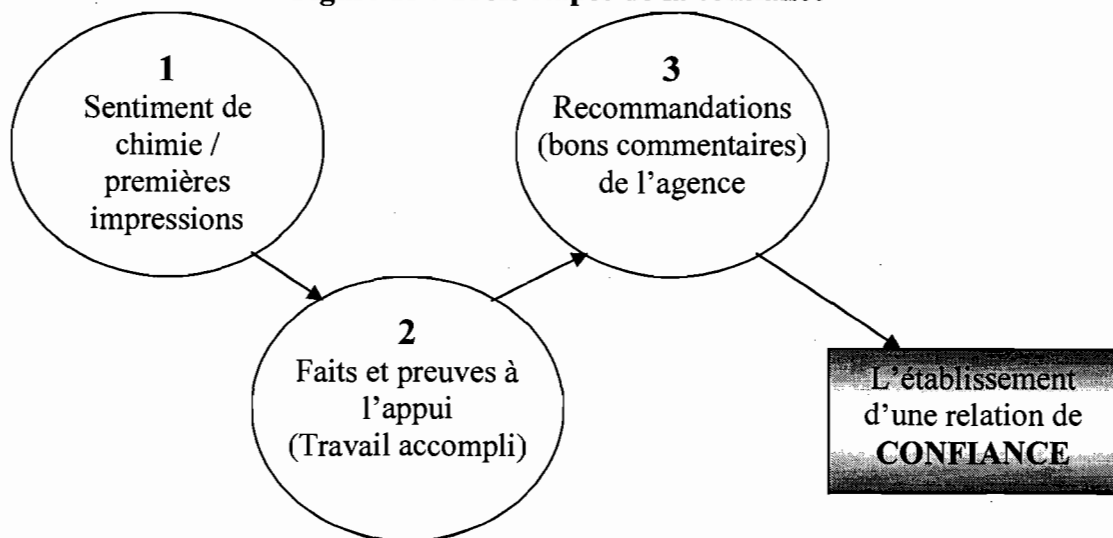 1
Sentiment de
chimie /
premières
impressions
2
Faits et preuves à
l'appui
(Travail accompli)
3
Recommandations
(bons commentaires)
de l'agence
L'établissement
d'une relation de
CONFIANCE